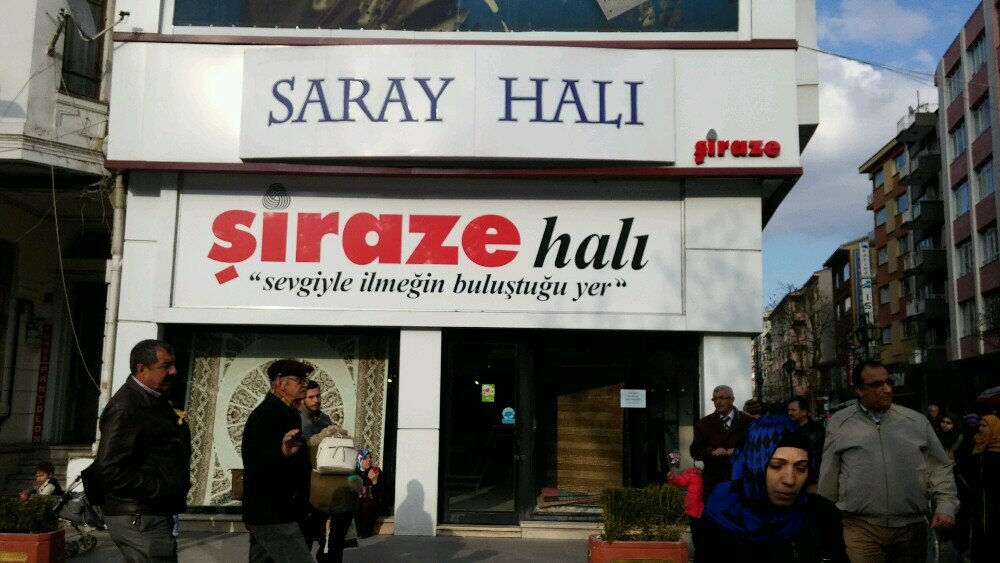 SARAY HALI
şiraze
şiraze halı
“sevgiyle ilmeğin buluştuğu yer“